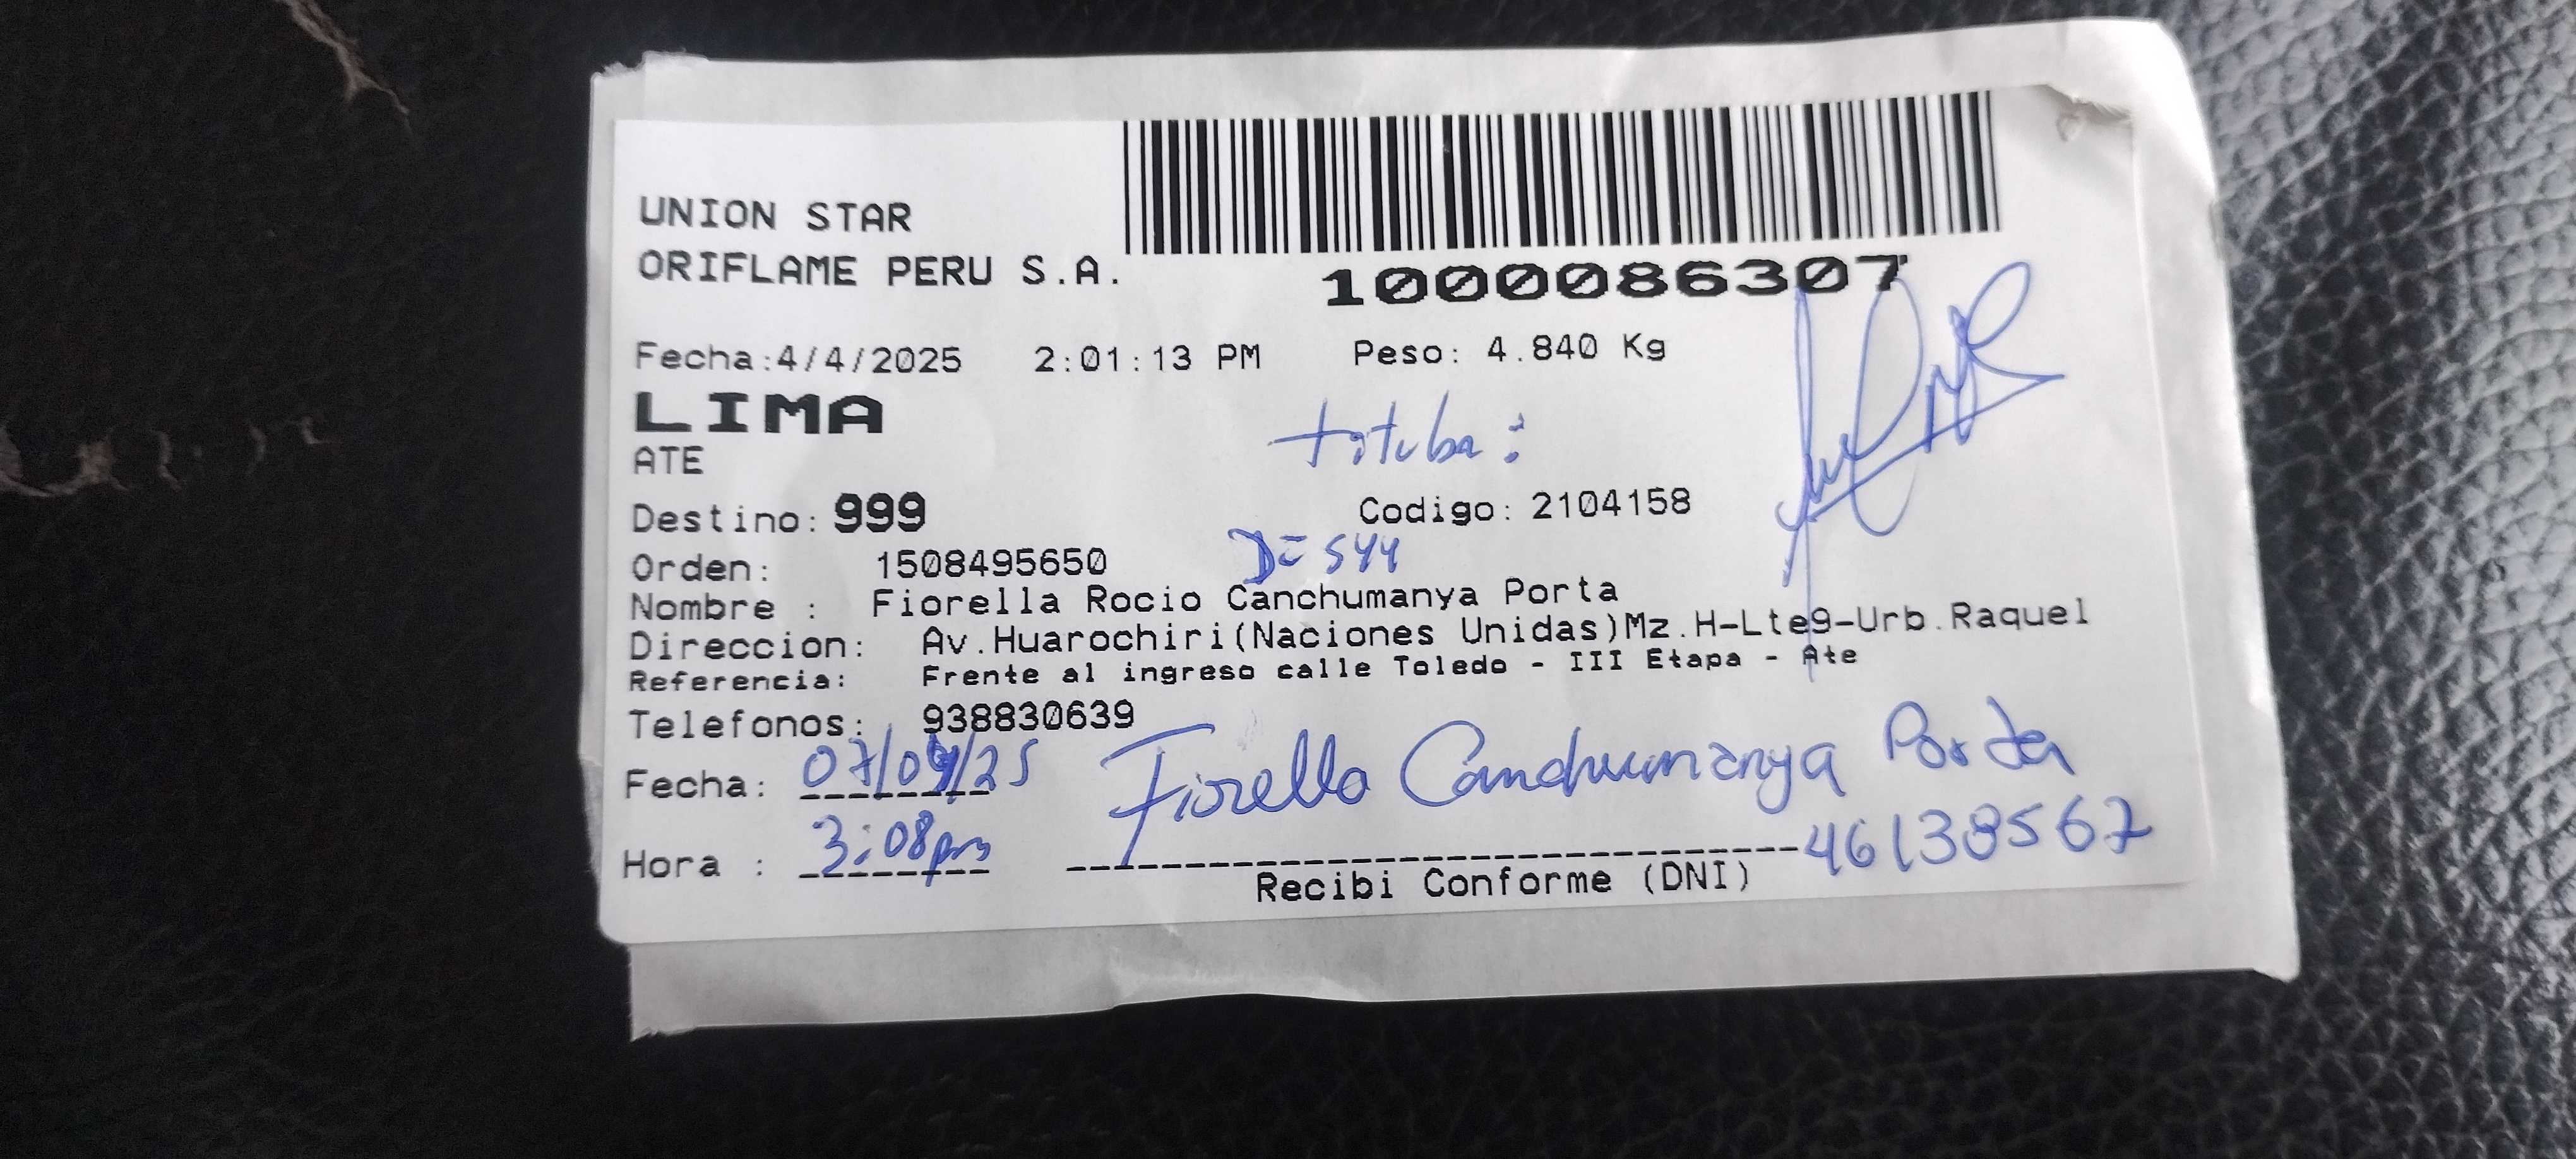 UNION STAR
ORIFLAME PERU S.A.
1000086307
Fecha:4/4/2025 2:01:13 PM Peso: 4.840 Kg
LIMA
ATE
Destino: 999 Codigo: 2104158
Orden: 1508495650 D= 544
Nombre : Fiorella Rocio Canchumanya Porta
Direccion: Av.Huarochiri(Naciones Unidas)Mz.H-Lte9-Urb.Raquel
Referencia: Frente al ingreso calle Toledo - III Etapa - Ate
Telefonos: 938830639
Fecha: 07/04/25 Fiorella Canchumanya Porta
Hora : 3:08pm 46138567
Recibi Conforme (DNI)